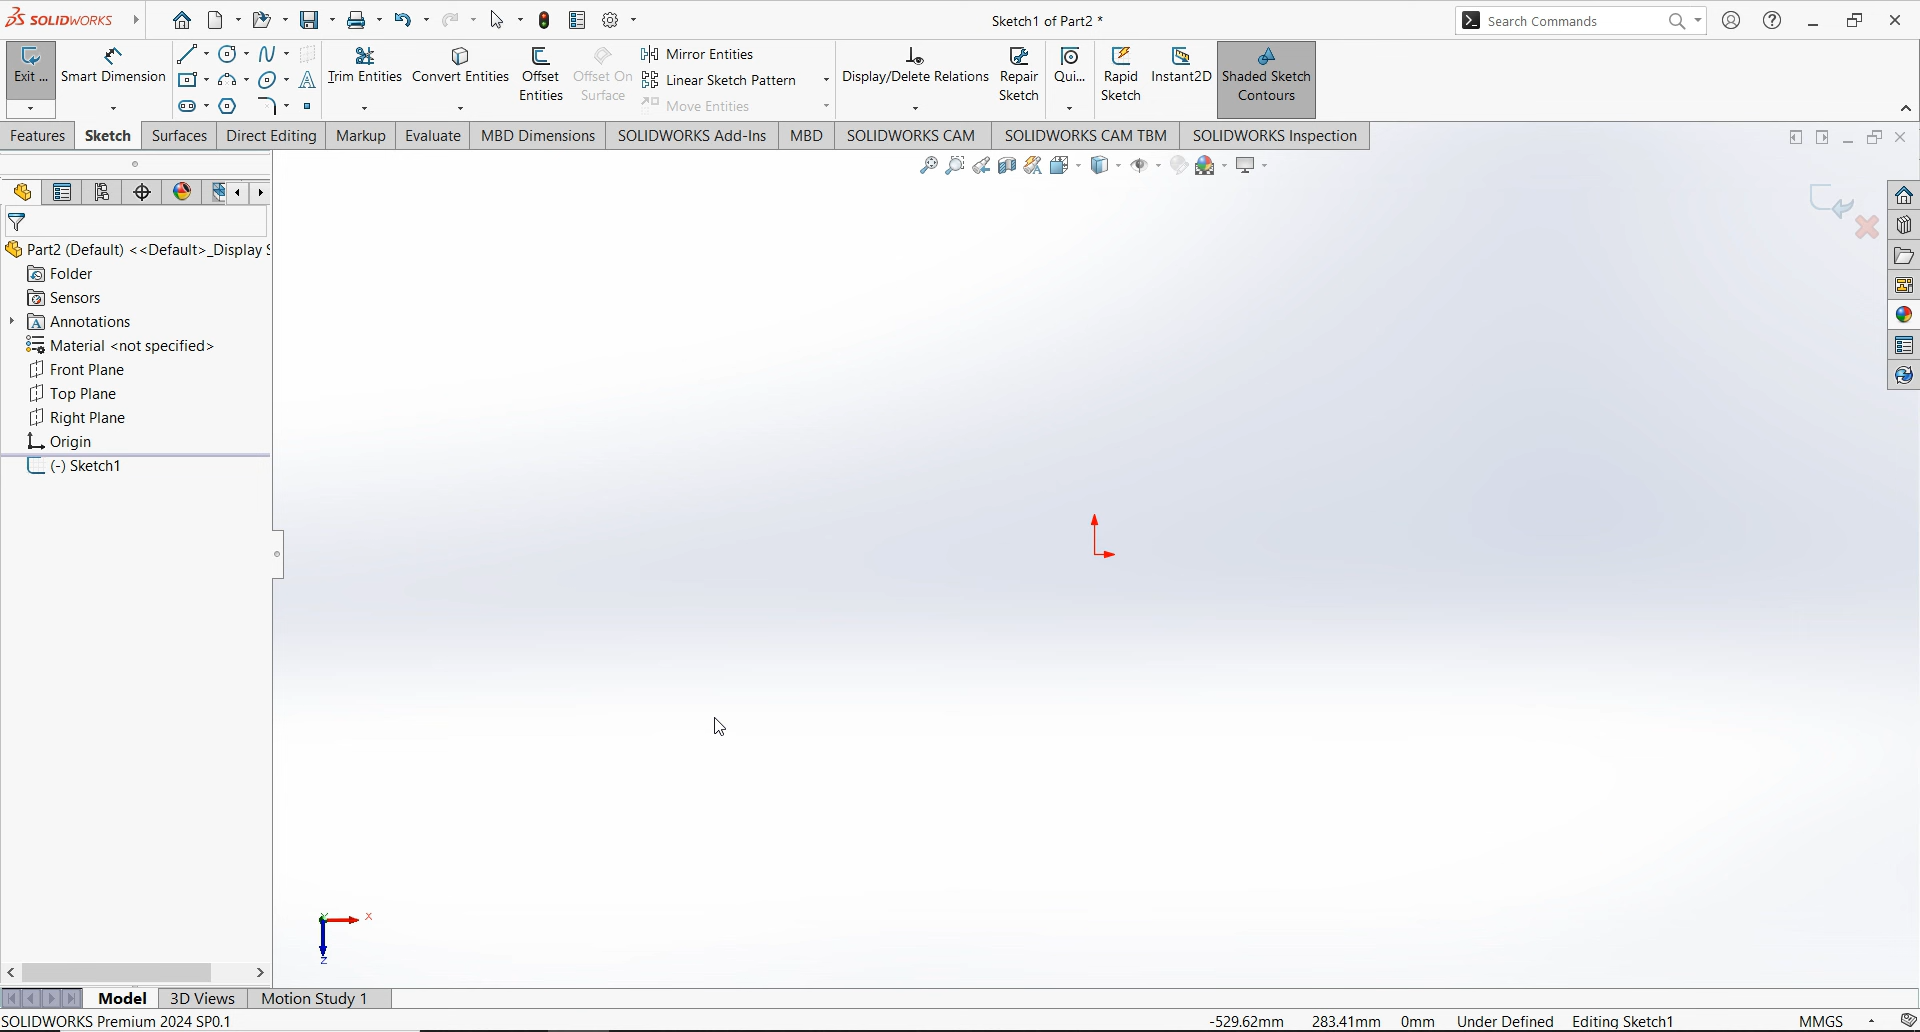 SOLIDWORKS
Sketch1 of Part2 *
Search Commands
Exit ...
Smart Dimension
Trim Entities
Convert Entities
Offset Entities
Offset On Surface
Mirror Entities
Linear Sketch Pattern
Move Entities
Display/Delete Relations
Repair Sketch
Qui...
Rapid Sketch
Instant2D
Shaded Sketch Contours
Features
Sketch
Surfaces
Direct Editing
Markup
Evaluate
MBD Dimensions
SOLIDWORKS Add-Ins
MBD
SOLIDWORKS CAM
SOLIDWORKS CAM TBM
SOLIDWORKS Inspection
Part2 (Default) <<Default>_Display S
Folder
Sensors
Annotations
Material <not specified>
Front Plane
Top Plane
Right Plane
Origin
(-) Sketch1
Y
X
Z
Model
3D Views
Motion Study 1
SOLIDWORKS Premium 2024 SP0.1
-529.62mm
283.41mm
0mm
Under Defined
Editing Sketch1
MMGS